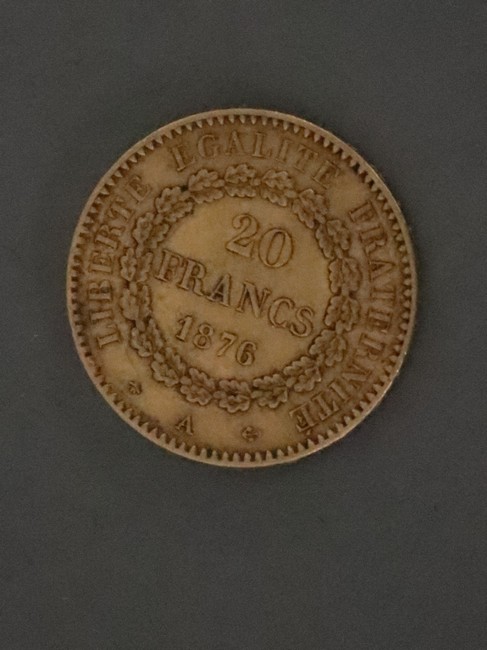 LIBERTE EGALITE FRATERNITE
20
FRANCS
1876
A